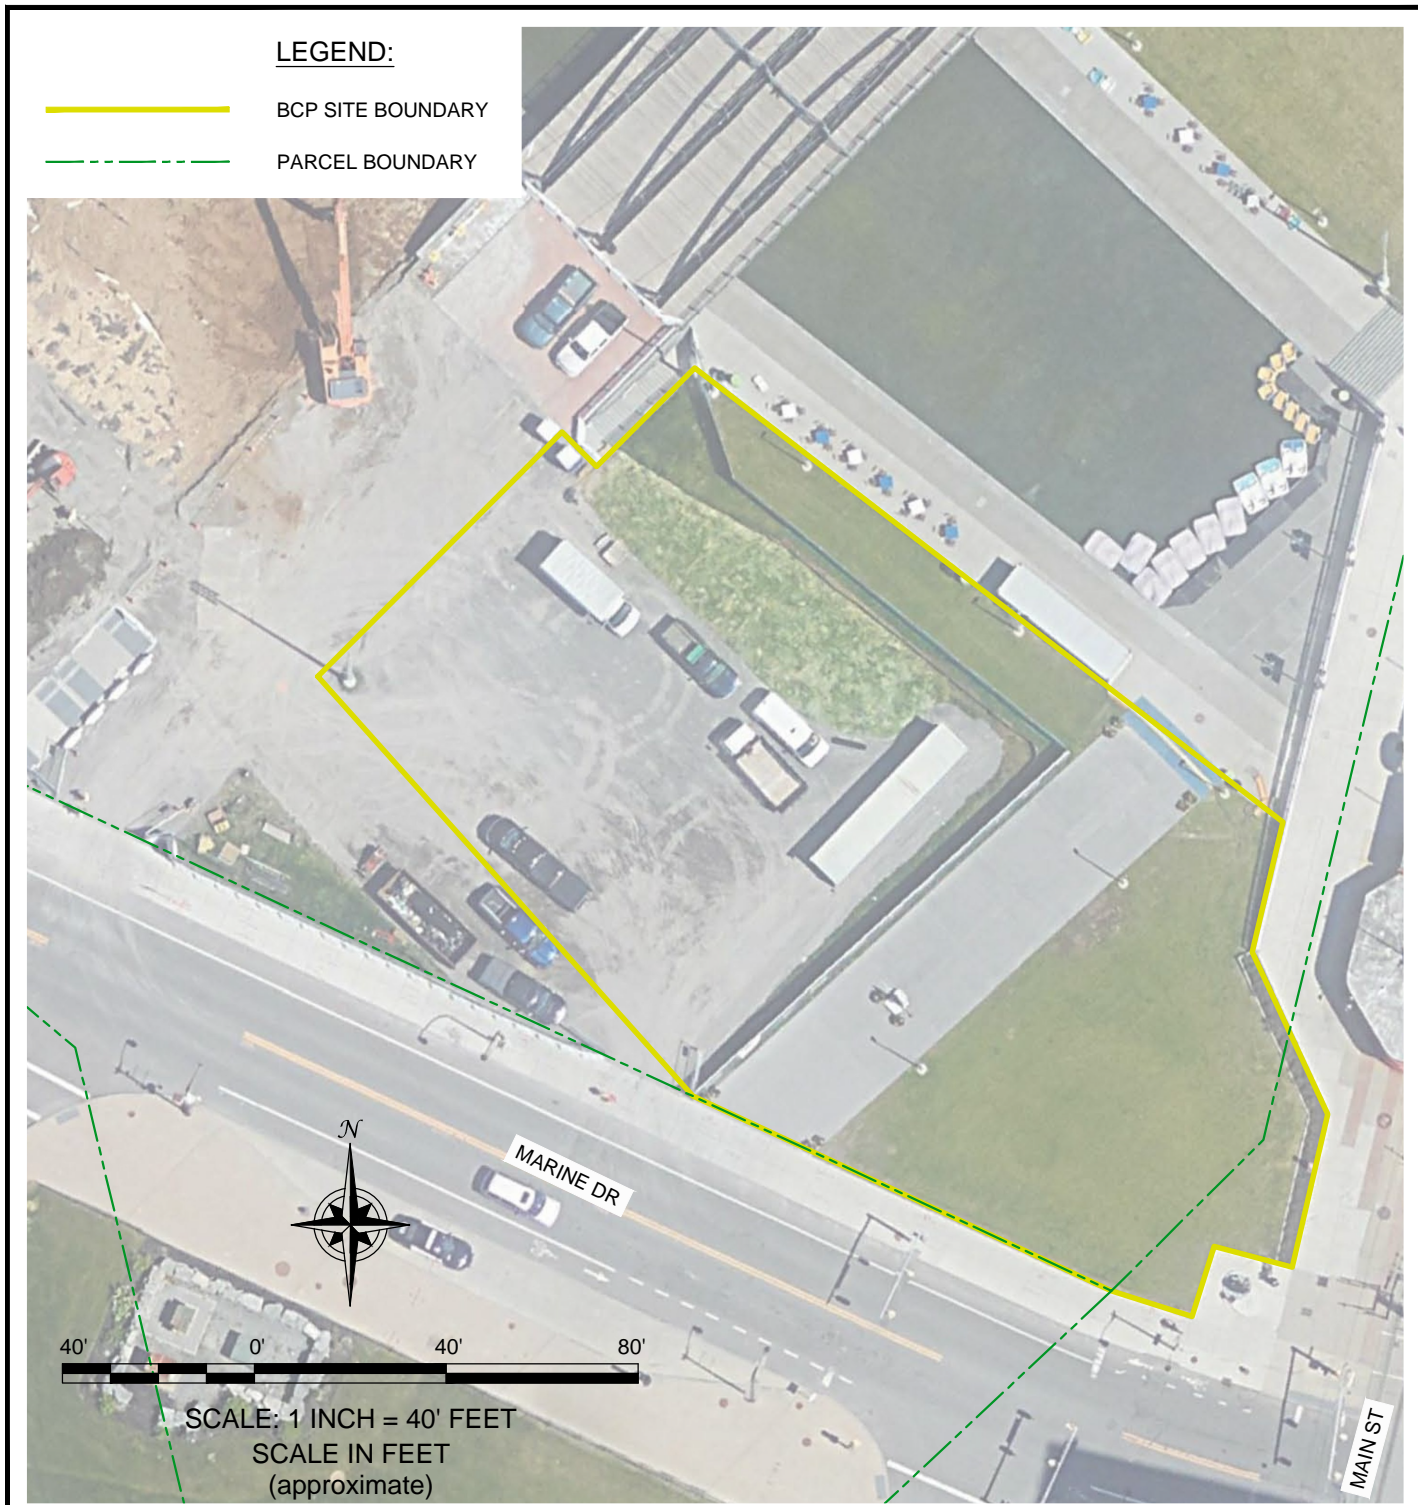 LEGEND:
BCP SITE BOUNDARY
PARCEL BOUNDARY
N
MARINE DR
40' 0' 40' 80'
SCALE: 1 INCH = 40' FEET
SCALE IN FEET
(approximate)
MAIN ST